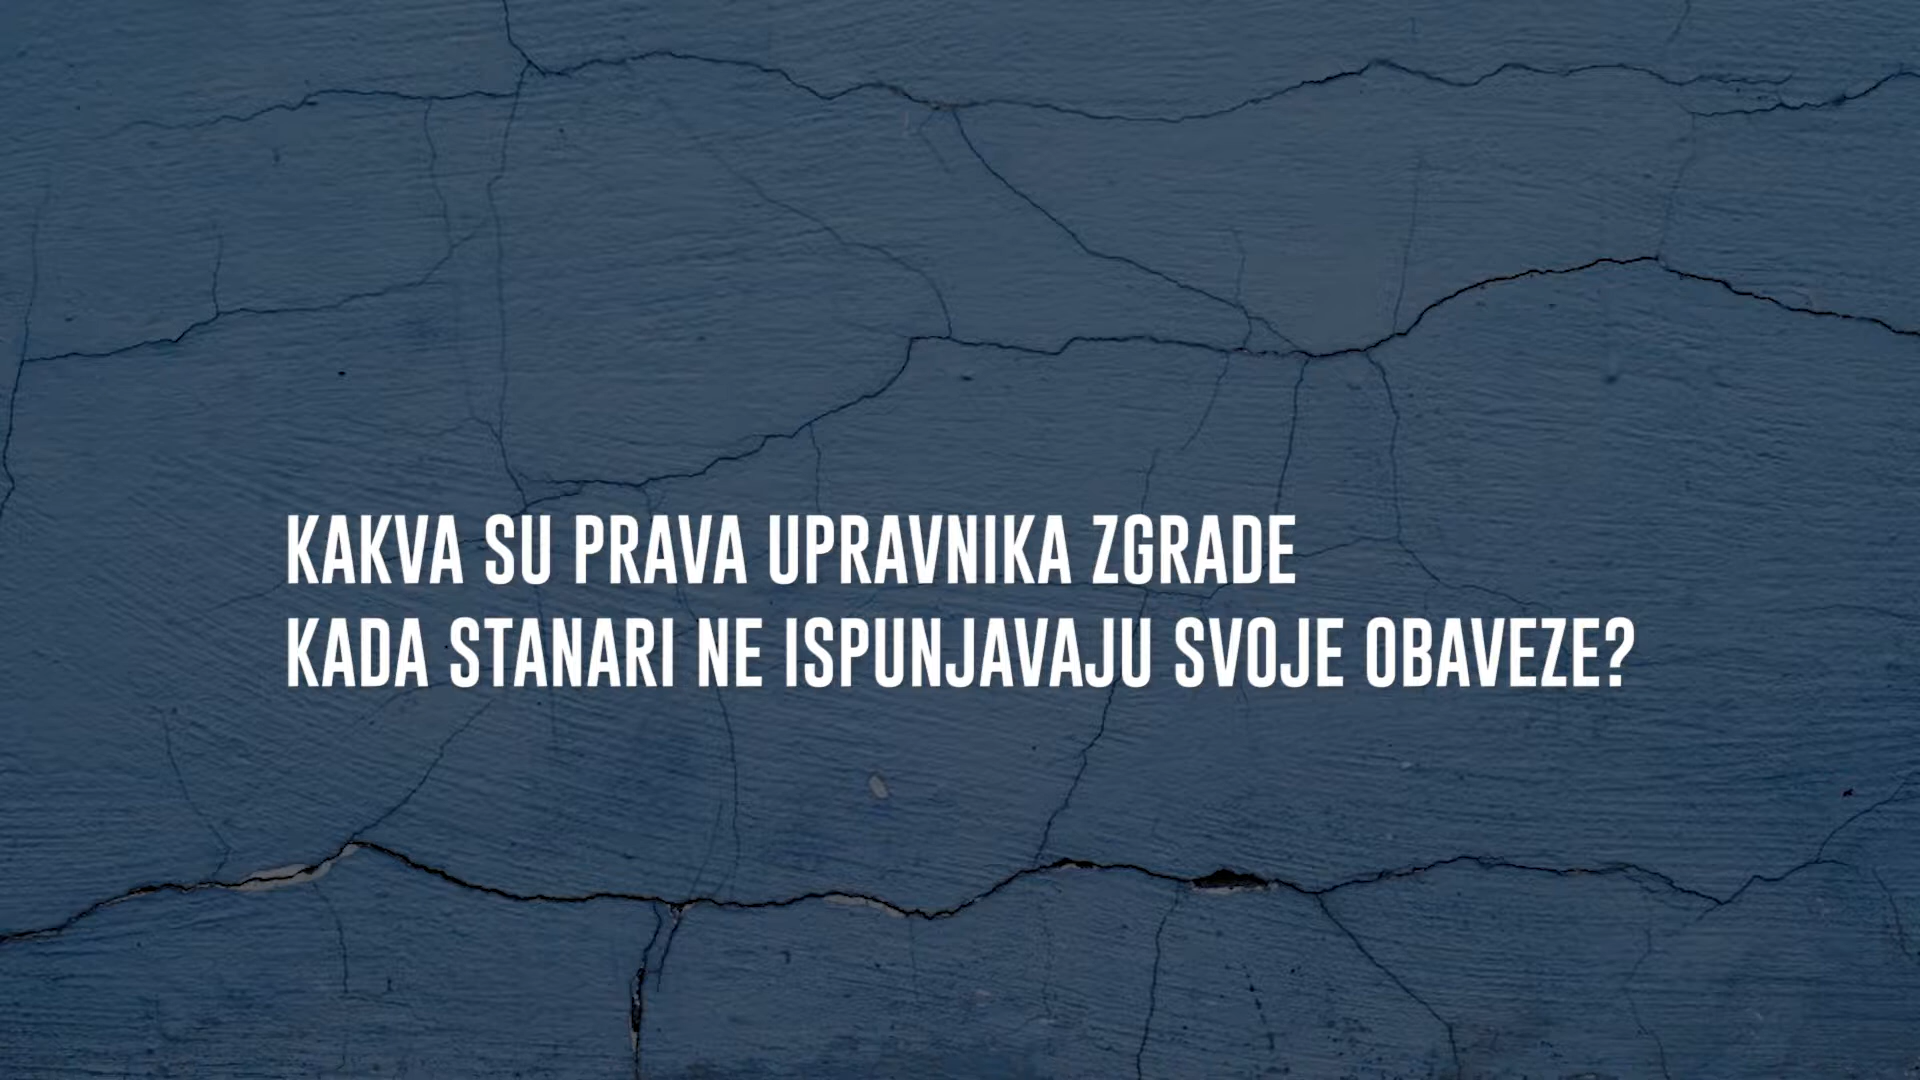 KAKVA SU PRAVA UPRAVNIKA ZGRADE
KADA STANARI NE ISPUNJAVAJU SVOJE OBAVEZE?